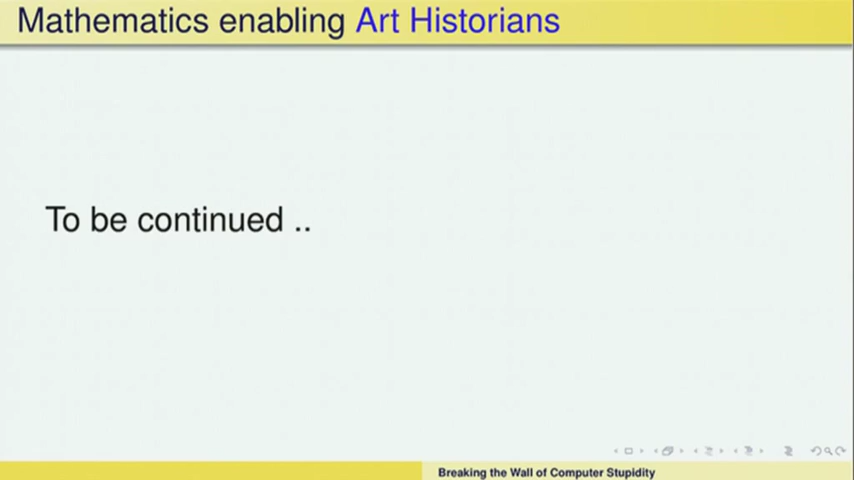 Mathematics enabling Art Historians
To be continued ..
Breaking the Wall of Computer Stupidity